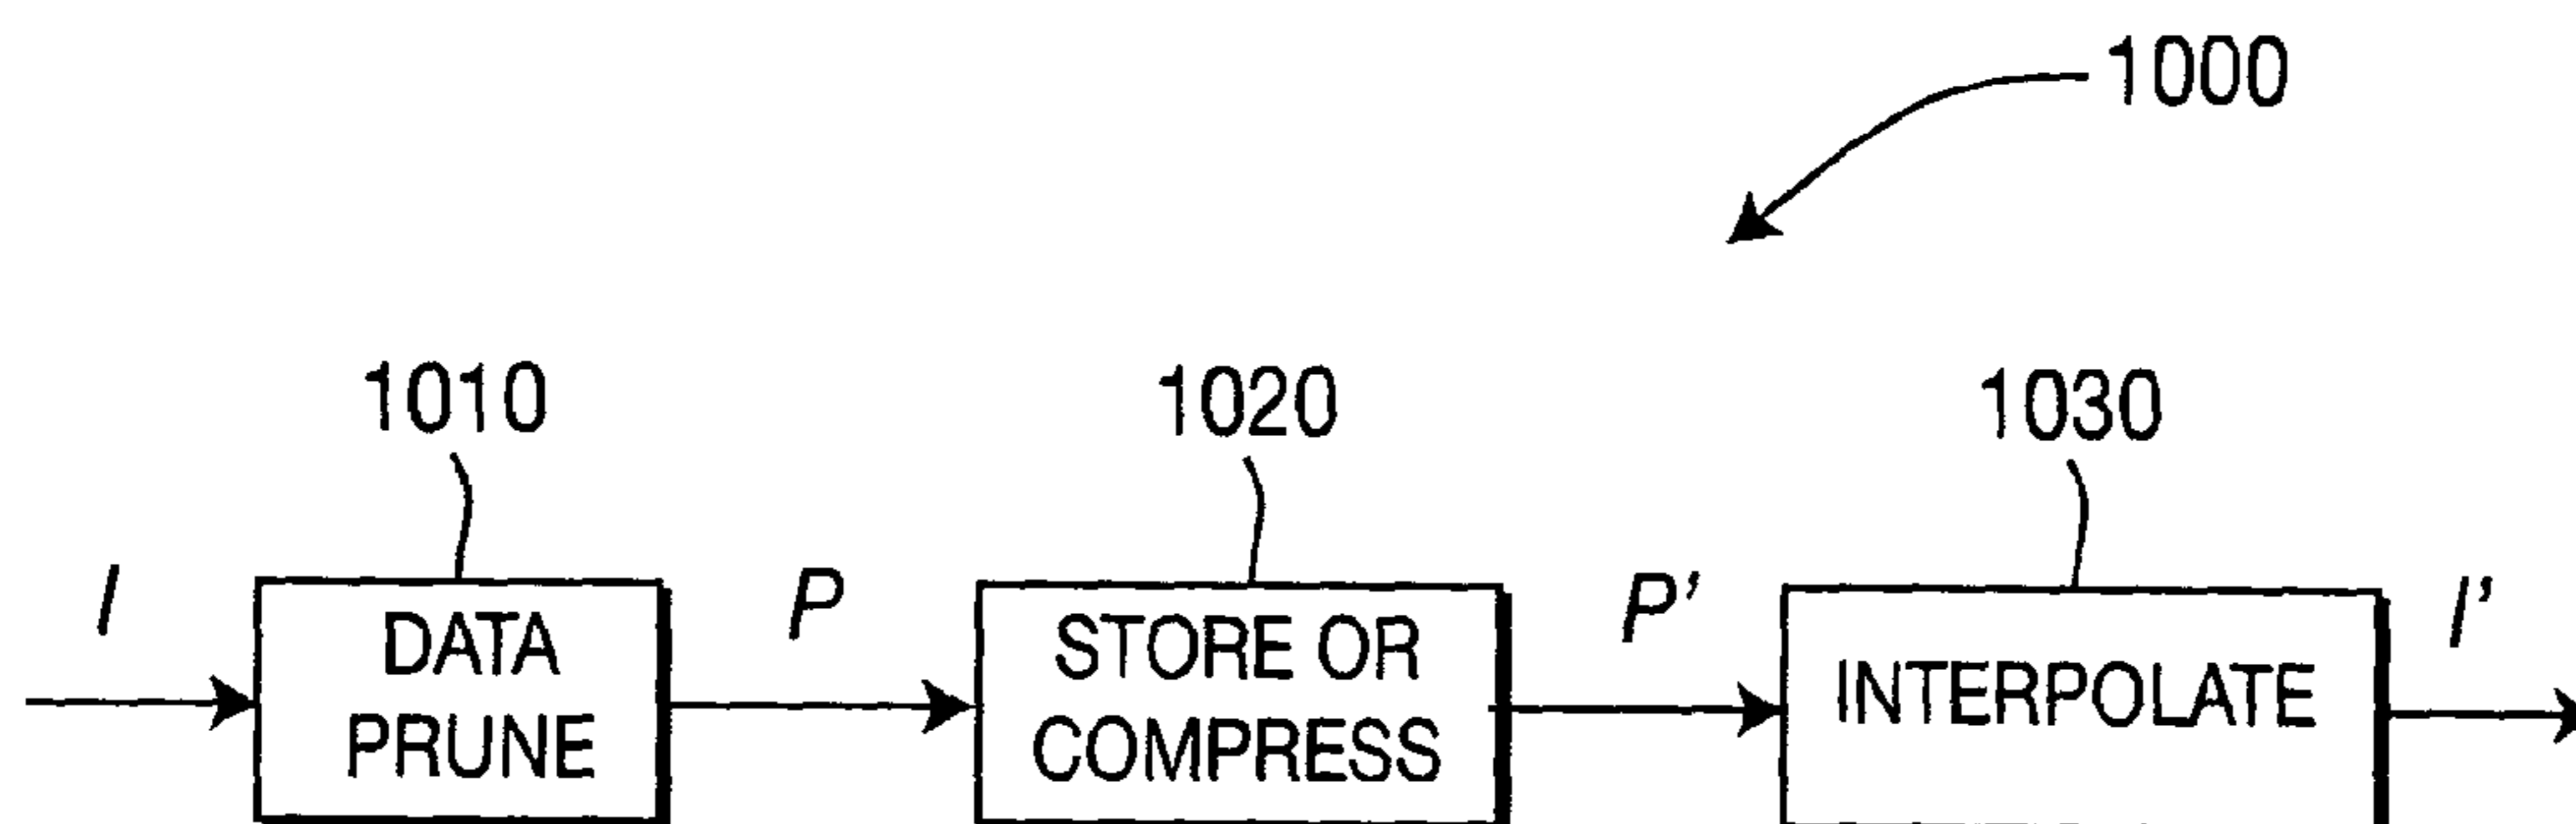 1000
1010
1020
1030
I
DATA
PRUNE
P
STORE OR
COMPRESS
P'
INTERPOLATE
I'